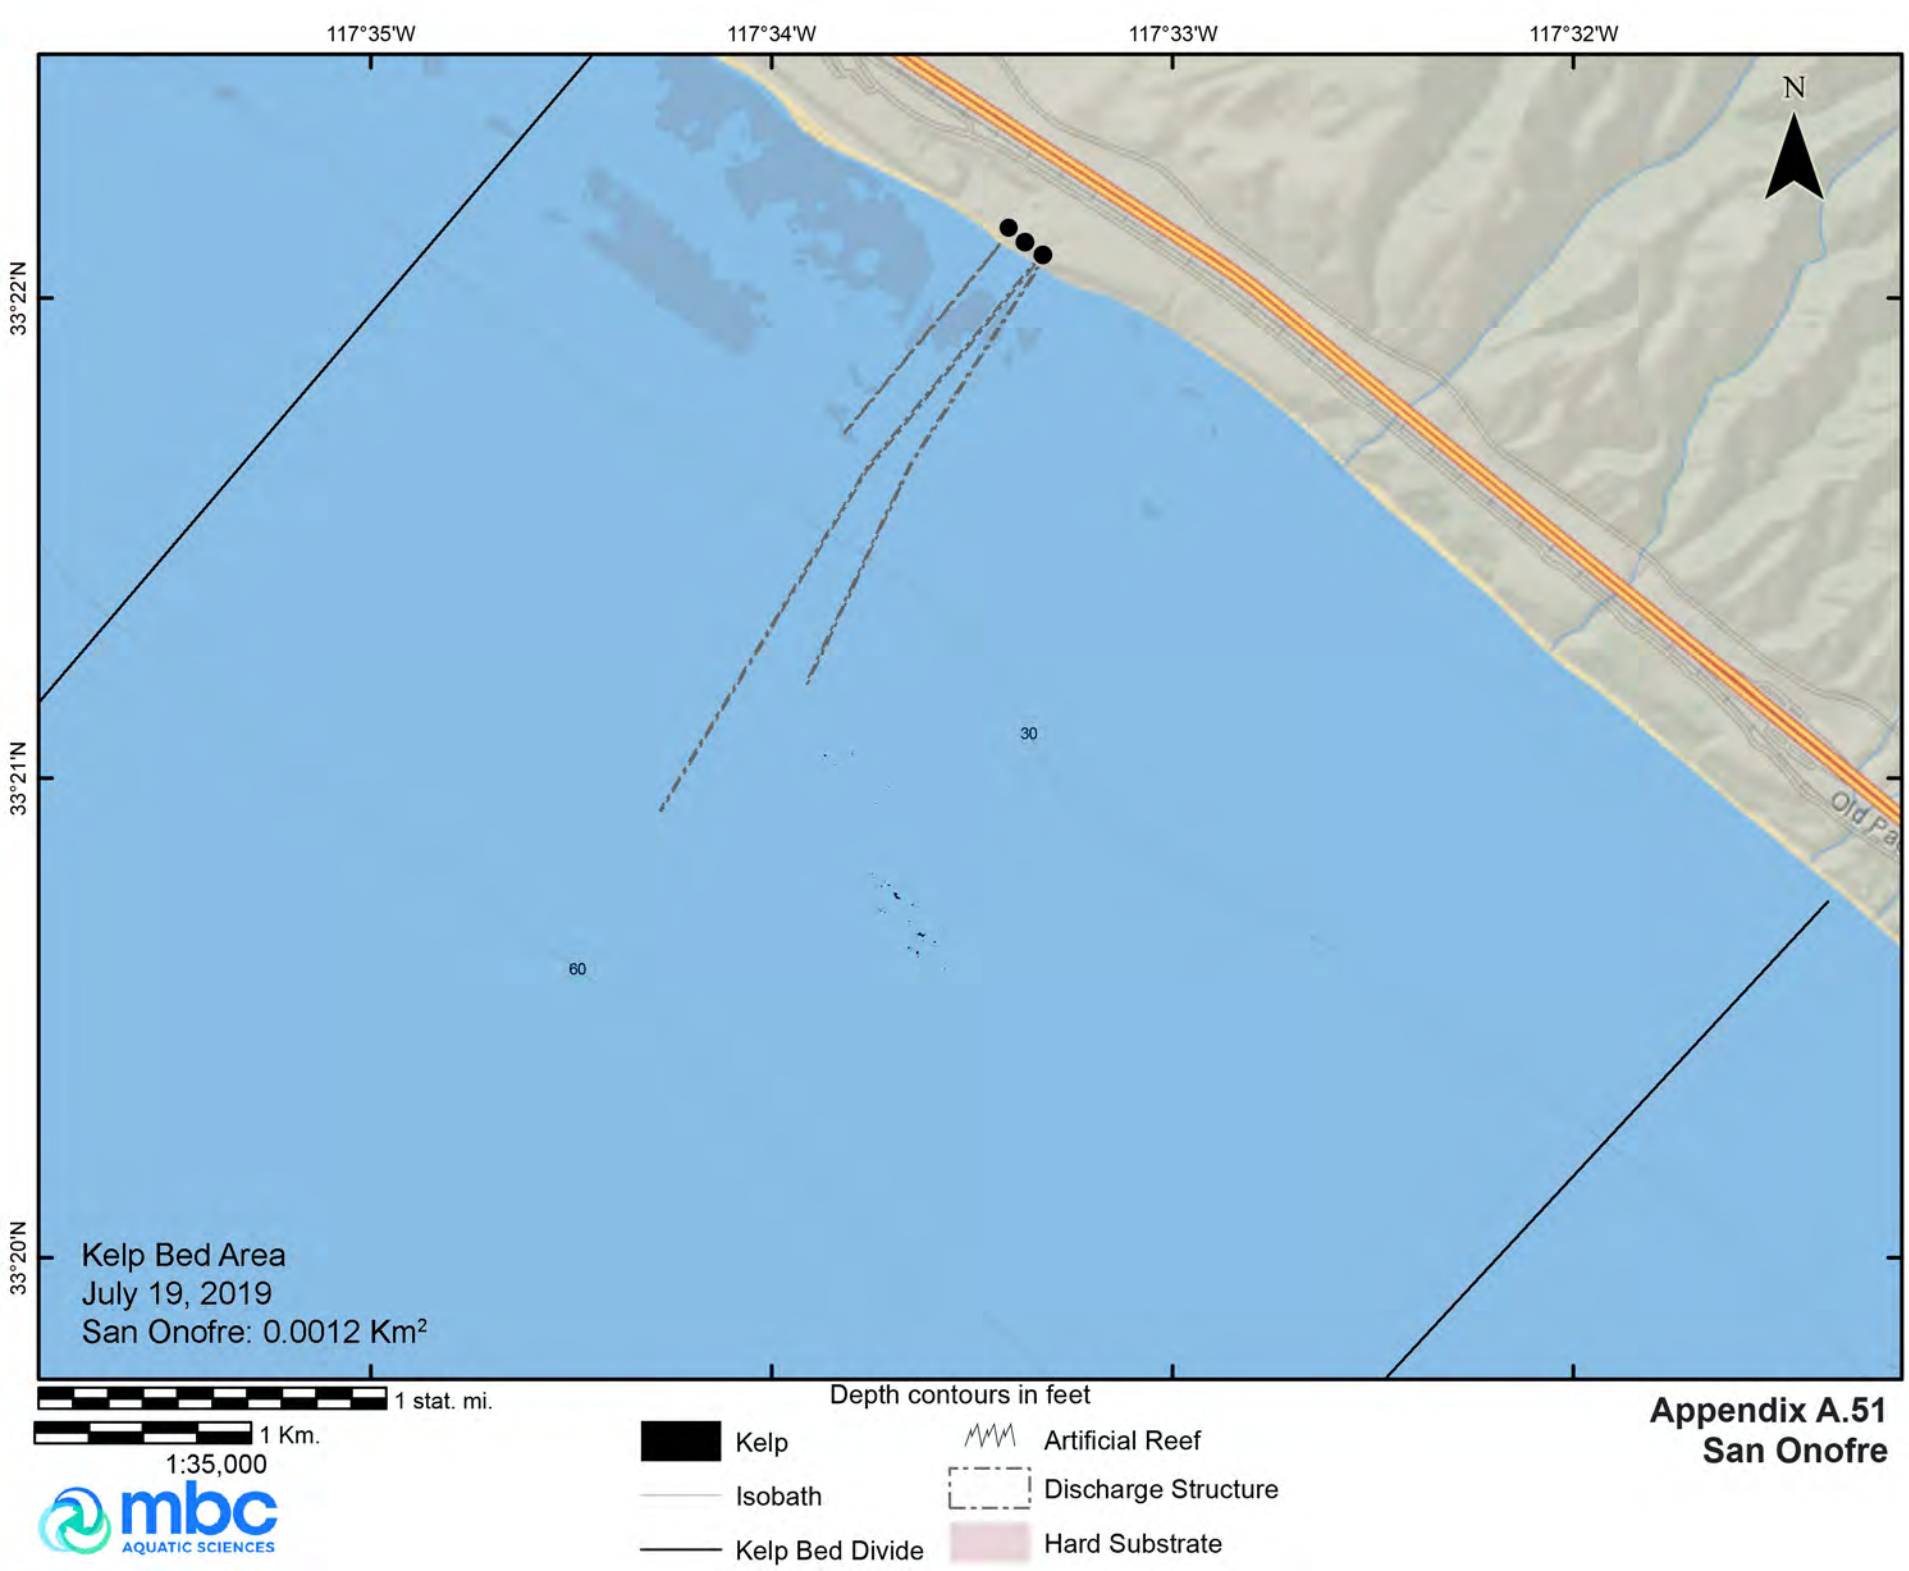 117°35'W
117°34'W
117°33'W
117°32'W
N
33°22'N
33°21'N
33°20'N
30
60
Old Pac
Kelp Bed Area
July 19, 2019
San Onofre: 0.0012 Km²
1 stat. mi.
1 Km.
1:35,000
mbc
AQUATIC SCIENCES
Depth contours in feet
Kelp
Isobath
Kelp Bed Divide
Artificial Reef
Discharge Structure
Hard Substrate
Appendix A.51
San Onofre